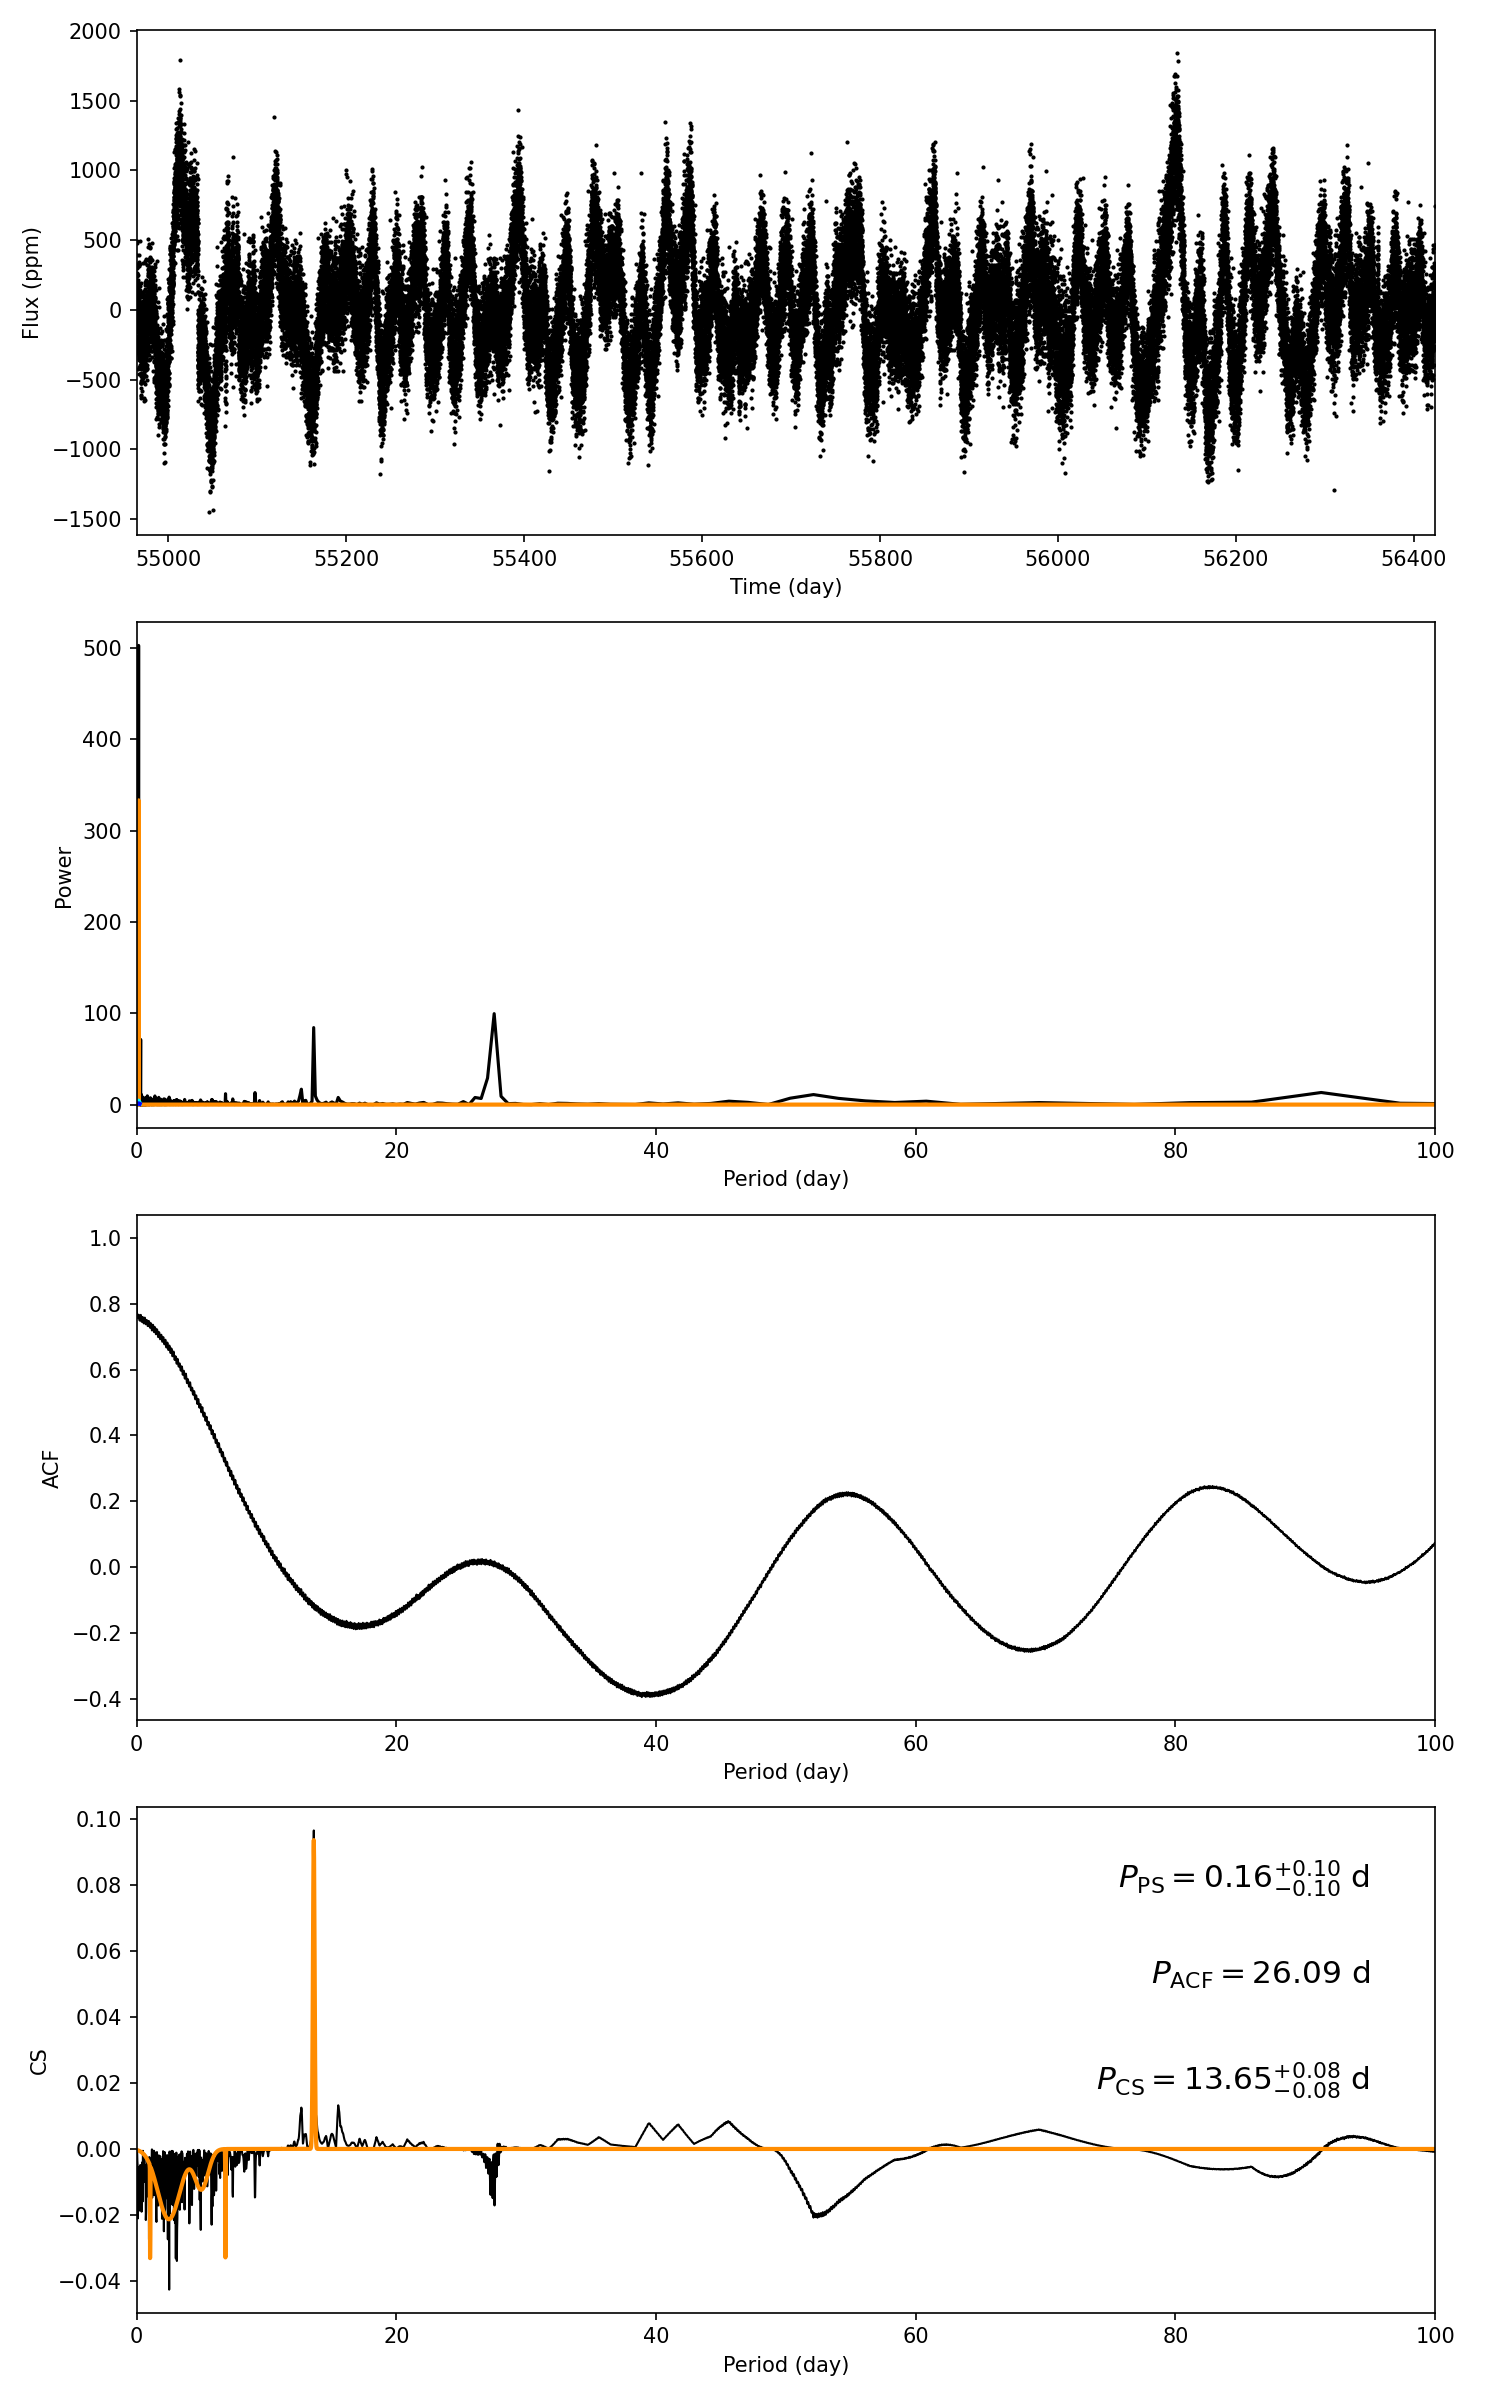 2000
1500
1000
500
0
−500
−1000
−1500
Flux (ppm)
55000 55200 55400 55600 55800 56000 56200 56400
Time (day)
500
400
300
200
100
0
Power
0 20 40 60 80 100
Period (day)
1.0
0.8
0.6
0.4
0.2
0.0
−0.2
−0.4
ACF
0 20 40 60 80 100
Period (day)
0.10
0.08
0.06
0.04
0.02
0.00
−0.02
−0.04
CS
P_PS = 0.16 +0.10 −0.10 d
P_ACF = 26.09 d
P_CS = 13.65 +0.08 −0.08 d
0 20 40 60 80 100
Period (day)